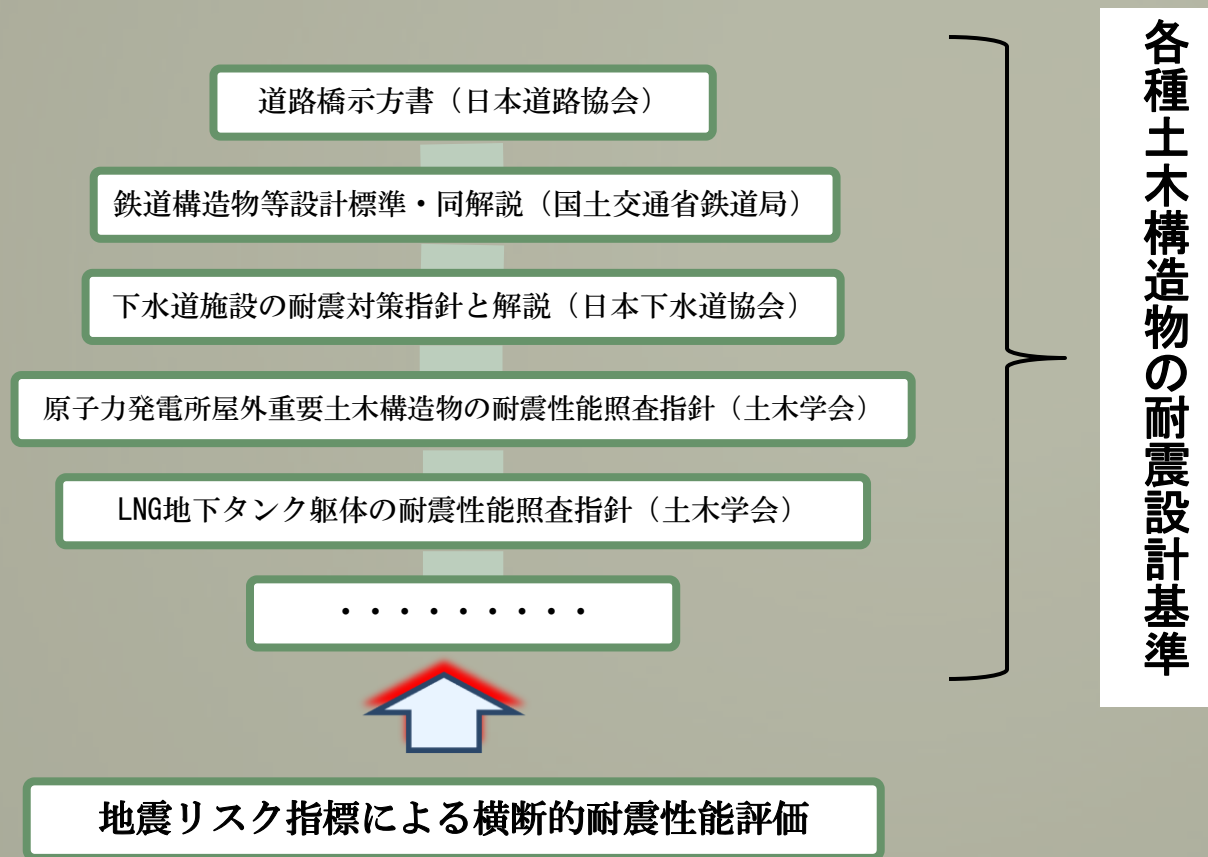 道路橋示方書（日本道路協会）
鉄道構造物等設計標準・同解説（国土交通省鉄道局）
下水道施設の耐震対策指針と解説（日本下水道協会）
原子力発電所屋外重要土木構造物の耐震性能照査指針（土木学会）
LNG地下タンク躯体の耐震性能照査指針（土木学会）
・・・・・・・・・
地震リスク指標による横断的耐震性能評価
各種土木構造物の耐震設計基準